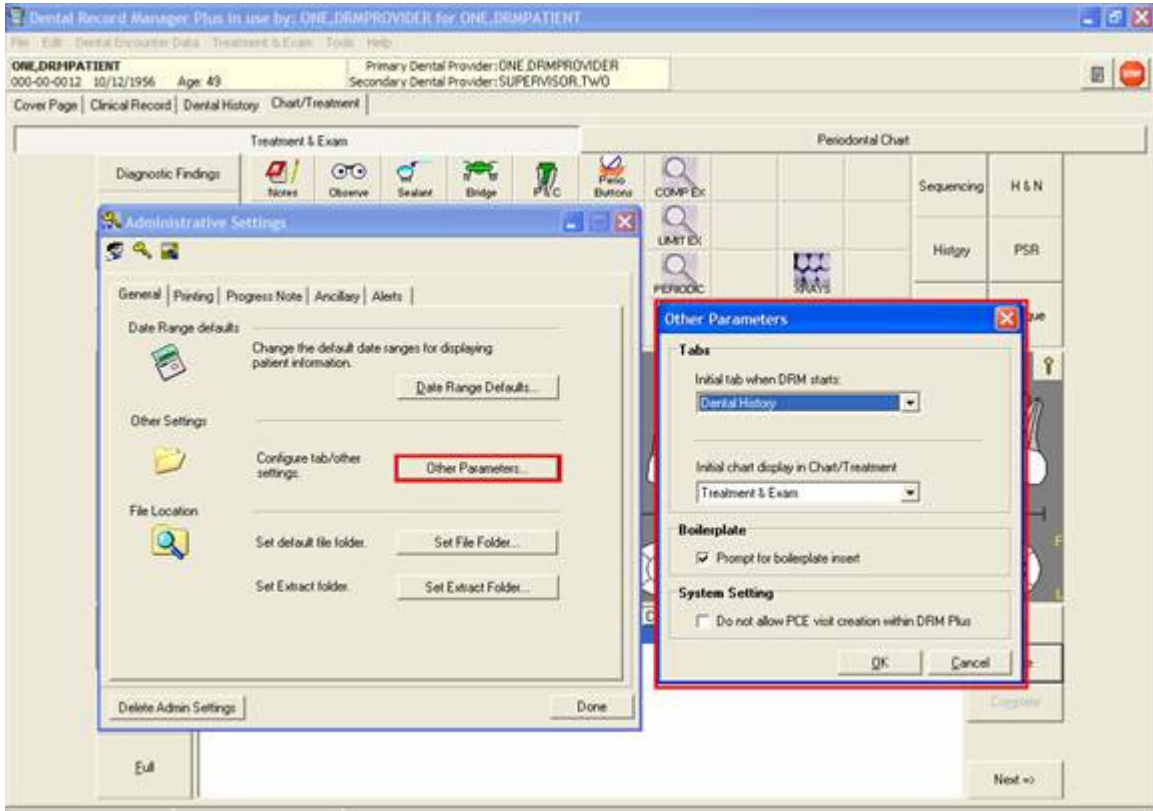 Dental Record Manager Plus in use by: ONE,DRMPROVIDER for ONE,DRMPATIENT
File Edit Dental Encounter Data Treatment & Exam Tools Help
ONE,DRMPATIENT Primary Dental Provider: ONE,DRMPROVIDER
000-00-0012 10/12/1956 Age: 49 Secondary Dental Provider: SUPERVISOR,TWO
STOP
Cover Page Clinical Record Dental History Chart/Treatment
Treatment & Exam Periodontal Chart
Diagnostic Findings
Notes Observe Sealant Bridge Perio Buttons COMP EX
Sequencing H & N
LIMIT EX
History PSR
PERIODIC XRAYS
Administrative Settings
General Printing Progress Note Ancillary Alerts
Date Range defaults
Change the default date ranges for displaying
patient information.
Date Range Defaults...
Other Settings
Configure tab/other
settings.
Other Parameters...
File Location
Set default file folder. Set File Folder...
Set Extract folder. Set Extract Folder...
Delete Admin Settings Done
Other Parameters
Tabs
Initial tab when DRM starts:
Dental History
Initial chart display in Chart/Treatment
Treatment & Exam
Boilerplate
Prompt for boilerplate insert
System Setting
Do not allow PCE visit creation within DRM Plus
OK Cancel
F
L
Complete
Full
Next =>